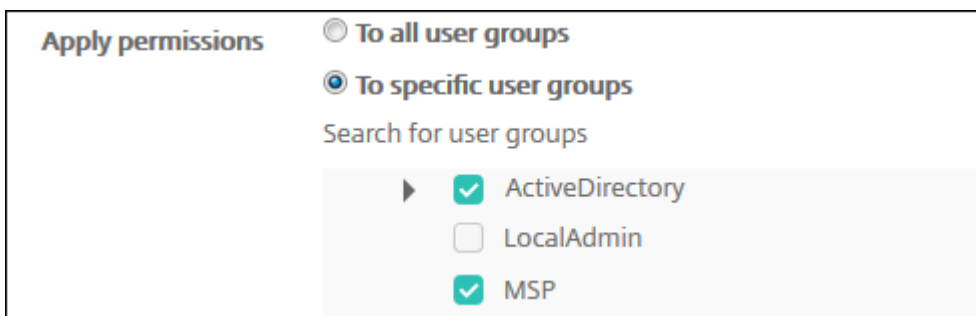 Apply permissions
To all user groups
To specific user groups
Search for user groups
ActiveDirectory
LocalAdmin
MSP